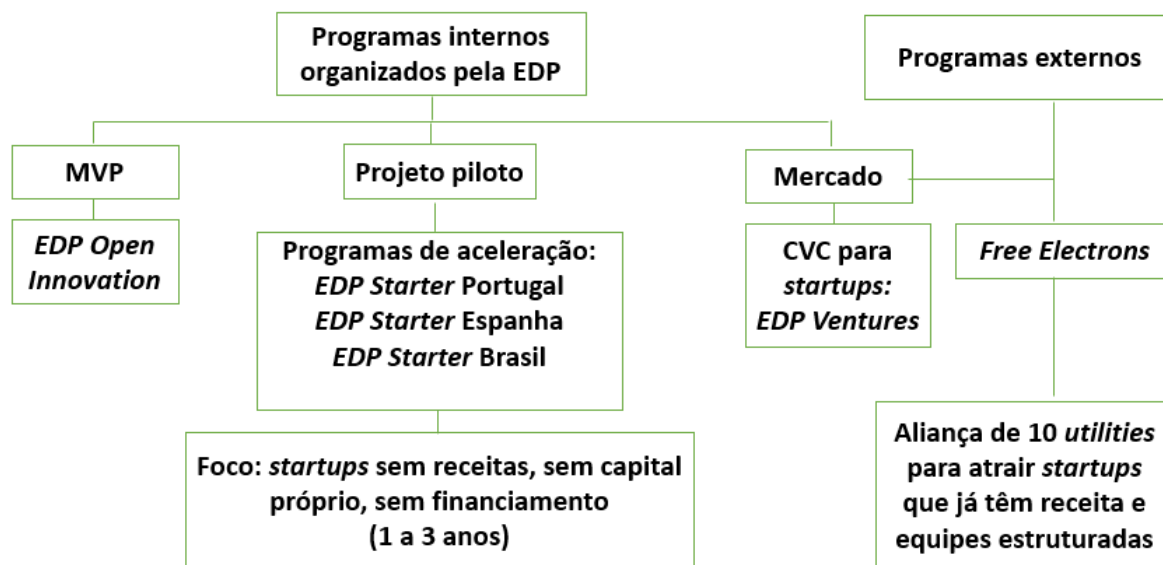 Programas internos
organizados pela EDP
Programas externos
MVP
Projeto piloto
Mercado
EDP Open
Innovation
Programas de aceleração:
EDP Starter Portugal
EDP Starter Espanha
EDP Starter Brasil
CVC para
startups:
EDP Ventures
Free Electrons
Foco: startups sem receitas, sem capital
próprio, sem financiamento
(1 a 3 anos)
Aliança de 10 utilities
para atrair startups
que já têm receita e
equipes estruturadas